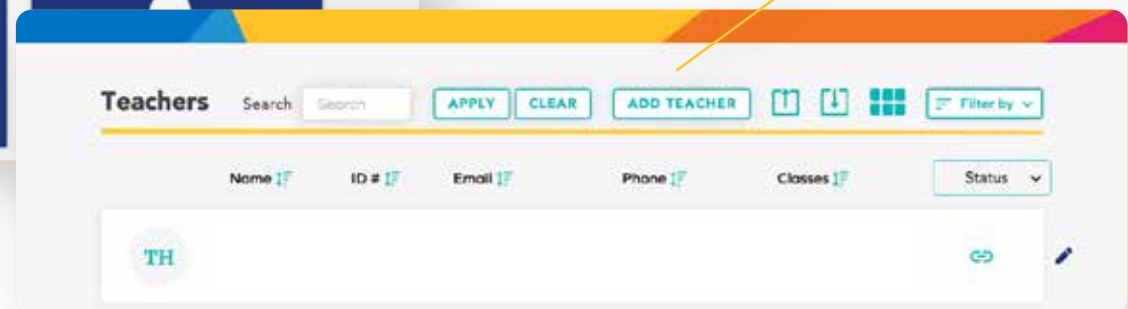 Teachers Search Search APPLY CLEAR ADD TEACHER Filter by
Name ID # Email Phone Classes Status
TH